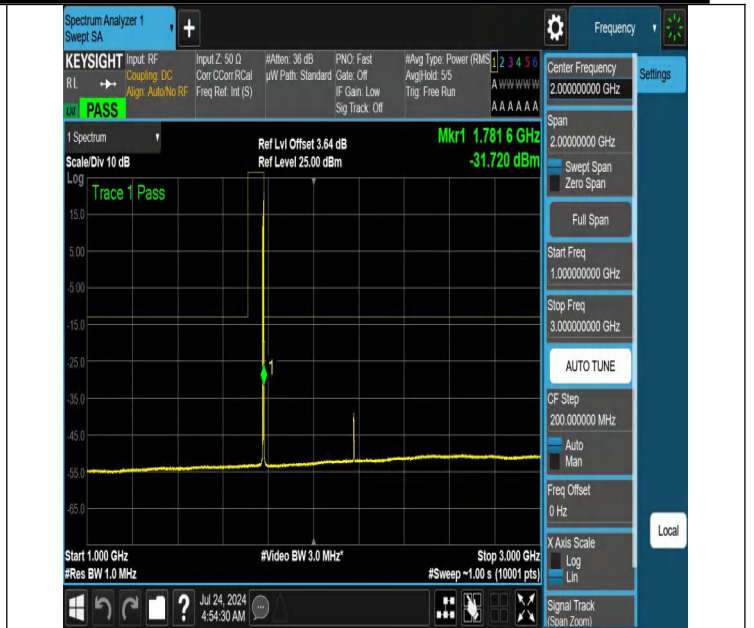 Spectrum Analyzer 1
Swept SA
+
Frequency
KEYSIGHT
RL
PASS
Input: RF
Coupling: DC
Align: Auto/No RF
Input Z: 50 Ω
Corr CCorr RCal
Freq Ref: Int (S)
#Atten: 36 dB
µW Path: Standard
PNO: Fast
Gate: Off
IF Gain: Low
Sig Track: Off
#Avg Type: Power (RMS
Avg|Hold: 5/5
Trig: Free Run
1 2 3 4 5 6
A W W W W W
A A A A A A
1 Spectrum
Scale/Div 10 dB
Ref Lvl Offset 3.64 dB
Ref Level 25.00 dBm
Mkr1 1.781 6 GHz
-31.720 dBm
Log
Trace 1 Pass
15.0
5.00
-5.00
-15.0
-25.0
-35.0
-45.0
-55.0
-65.0
1
Start 1.000 GHz
#Res BW 1.0 MHz
#Video BW 3.0 MHz*
Stop 3.000 GHz
#Sweep ~1.00 s (10001 pts)
Center Frequency
2.000000000 GHz
Span
2.00000000 GHz
Swept Span
Zero Span
Full Span
Start Freq
1.000000000 GHz
Stop Freq
3.000000000 GHz
AUTO TUNE
CF Step
200.000000 MHz
Auto
Man
Freq Offset
0 Hz
X Axis Scale
Log
Lin
Signal Track
(Span Zoom)
Settings
Local
?
Jul 24, 2024
4:54:30 AM